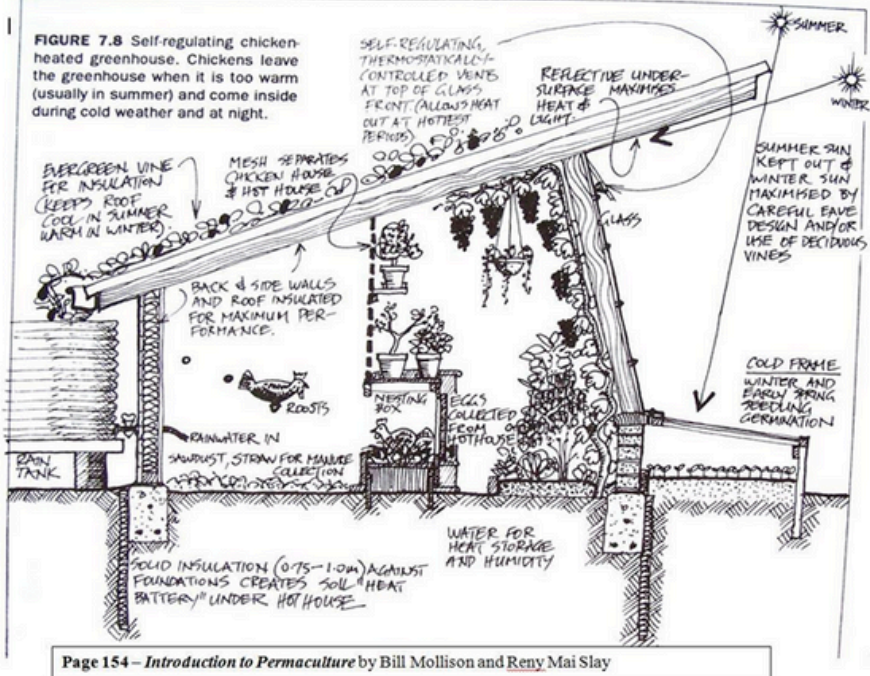 FIGURE 7.8 Self-regulating chicken-
heated greenhouse. Chickens leave
the greenhouse when it is too warm
(usually in summer) and come inside
during cold weather and at night.
SELF-REGULATING,
THERMOSTATICALLY-
CONTROLLED VENTS
AT TOP OF GLASS
FRONT. (ALLOWS HEAT
OUT AT HOTTEST
PERIODS)
REFLECTIVE UNDER-
SURFACE MAXIMISES
HEAT &
LIGHT.
SUMMER
WINTER
SUMMER SUN
KEPT OUT &
WINTER SUN
MAXIMISED BY
CAREFUL EAVE
DESIGN AND/OR
USE OF DECIDUOUS
VINES
EVERGREEN VINE
FOR INSULATION
(KEEPS ROOF
COOL IN SUMMER
WARM IN WINTER)
MESH SEPARATES
CHICKEN HOUSE
& HOT HOUSE
GLASS
BACK & SIDE WALLS
AND ROOF INSULATED
FOR MAXIMUM PER-
FORMANCE.
ROOSTS
NESTING
BOX
EGGS
COLLECTED
FROM
HOTHOUSE
COLD FRAME
WINTER AND
EARLY SPRING
SEEDLING
GERMINATION
RAIN
TANK
RAINWATER IN
SAWDUST, STRAW FOR MANURE
COLLECTION
WATER FOR
HEAT STORAGE
AND HUMIDITY
SOLID INSULATION (0.75-1.0m) AGAINST
FOUNDATIONS CREATES SOIL "HEAT
BATTERY" UNDER HOT HOUSE
Page 154 – Introduction to Permaculture by Bill Mollison and Reny Mai Slay